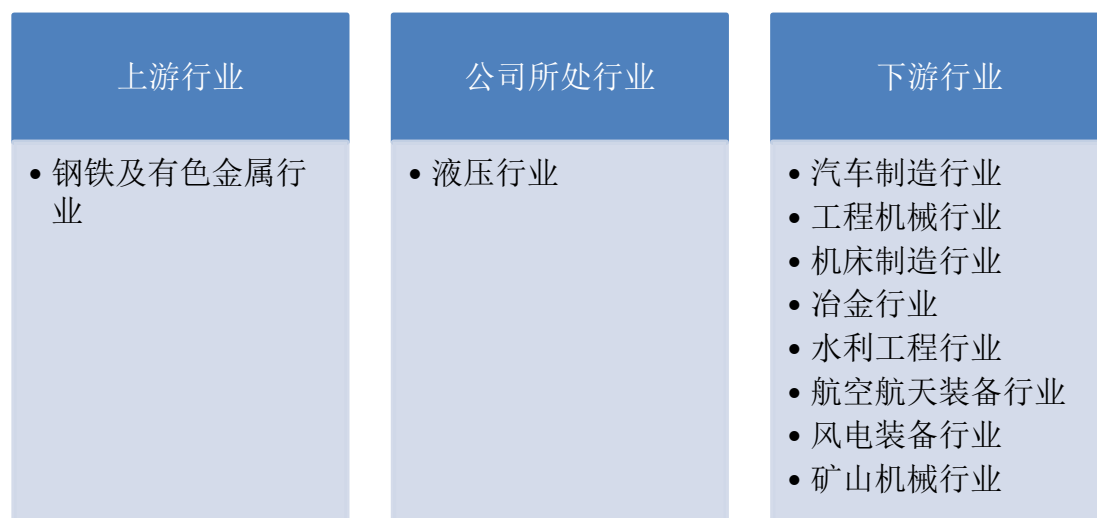 上游行业
• 钢铁及有色金属行
业
公司所处行业
• 液压行业
下游行业
• 汽车制造行业
• 工程机械行业
• 机床制造行业
• 冶金行业
• 水利工程行业
• 航空航天装备行业
• 风电装备行业
• 矿山机械行业